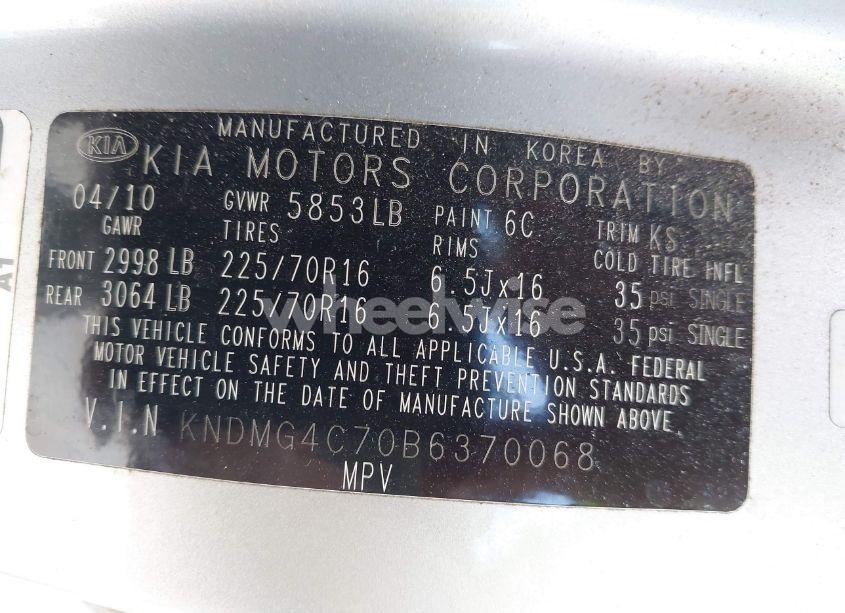 MANUFACTURED IN KOREA BY
KIA KIA MOTORS CORPORATION
04/10 GVWR 5853LB PAINT 6C TRIM KS
GAWR TIRES RIMS COLD TIRE INFL
FRONT 2998 LB 225/70R16 6.5Jx16 35 psi SINGLE
REAR 3064 LB 225/70R16 6.5Jx16 35 psi SINGLE
wheelwise
THIS VEHICLE CONFORMS TO ALL APPLICABLE U.S.A. FEDERAL
MOTOR VEHICLE SAFETY AND THEFT PREVENTION STANDARDS
IN EFFECT ON THE DATE OF MANUFACTURE SHOWN ABOVE.
V.I.N KNDMG4C70B6370068
MPV